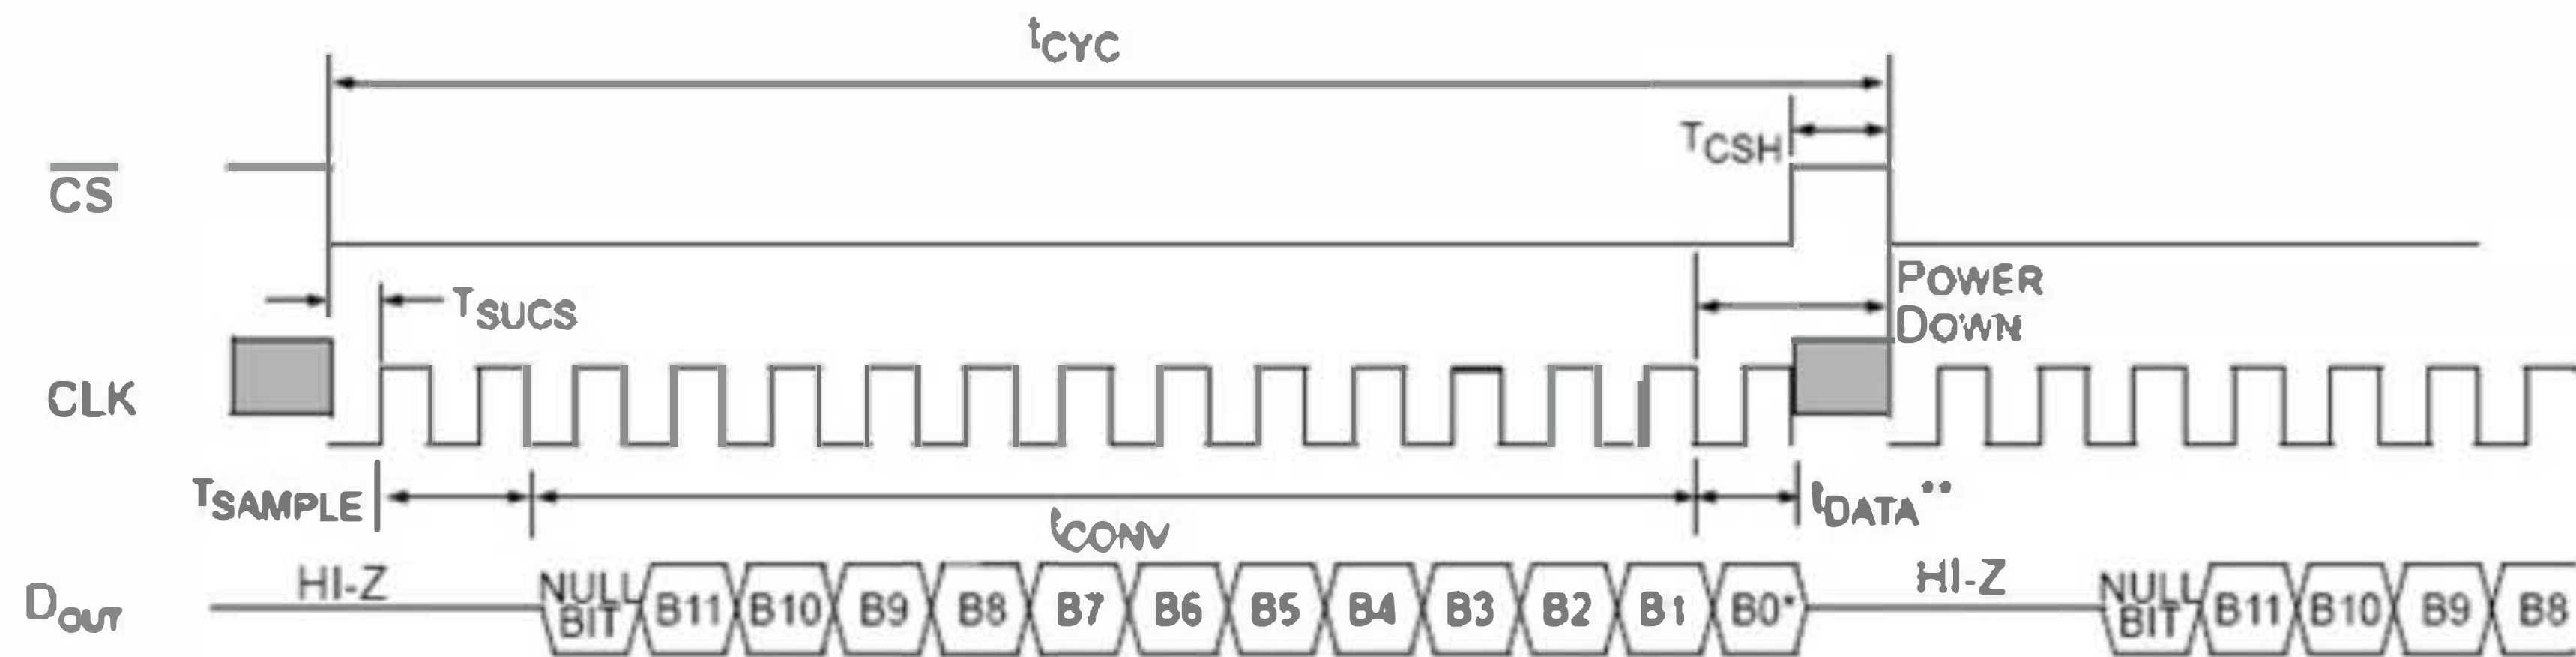 tCYC
TCSH
CS
POWER
DOWN
TSUCS
CLK
TSAMPLE
tCONV
tDATA**
HI-Z
HI-Z
DOUT
NULL
BIT
B11 B10 B9 B8 B7 B6 B5 B4 B3 B2 B1 B0*
NULL
BIT
B11 B10 B9 B8